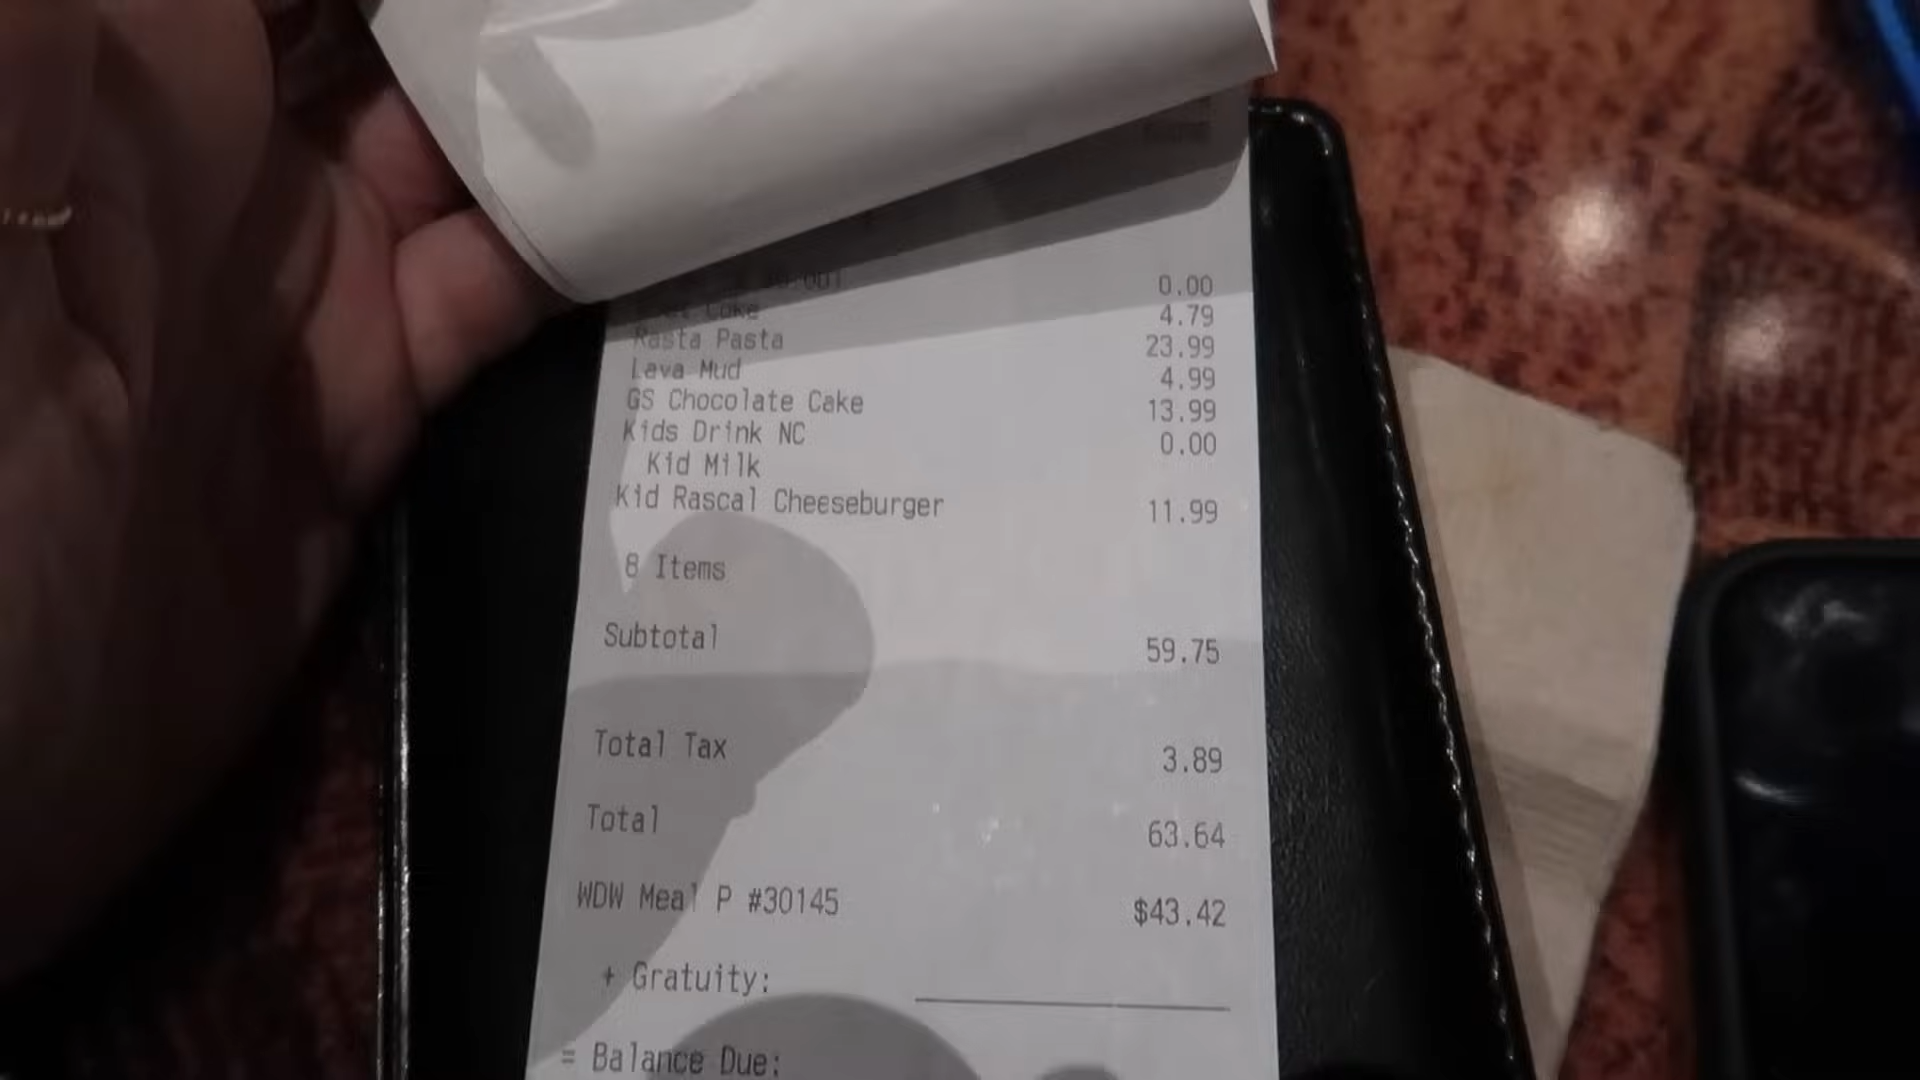 0.00
Coke 4.79
Rasta Pasta 23.99
Lava Mud 4.99
GS Chocolate Cake 13.99
Kids Drink NC 0.00
Kid Milk
Kid Rascal Cheeseburger 11.99
8 Items
Subtotal 59.75
Total Tax 3.89
Total 63.64
WDW Meal P #30145 $43.42
+ Gratuity:
= Balance Due: